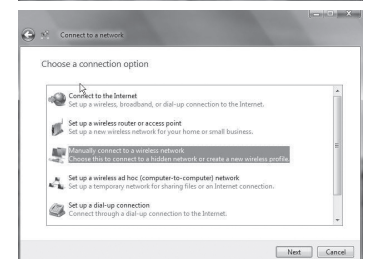 Connect to a network
Choose a connection option
Connect to the Internet
Set up a wireless, broadband, or dial-up connection to the Internet.
Set up a wireless router or access point
Set up a new wireless network for your home or small business.
Manually connect to a wireless network
Choose this to connect to a hidden network or create a new wireless profile.
Set up a wireless ad hoc (computer-to-computer) network
Set up a temporary network for sharing files or an Internet connection.
Set up a dial-up connection
Connect through a dial-up connection to the Internet.
Next Cancel